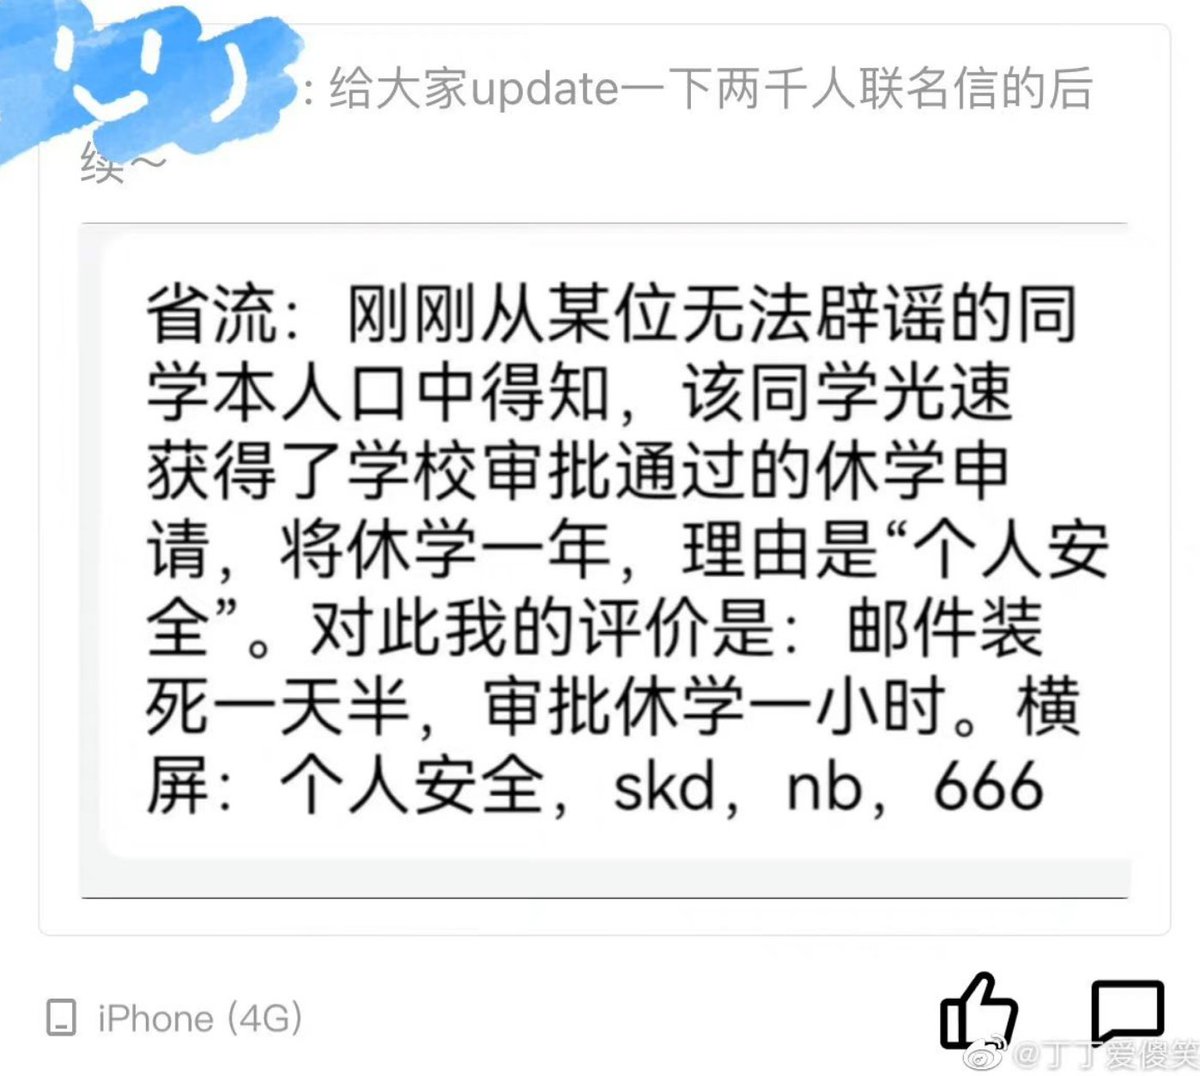 : 给大家update一下两千人联名信的后
续～
省流：刚刚从某位无法辟谣的同
学本人口中得知，该同学光速
获得了学校审批通过的休学申
请，将休学一年，理由是“个人安
全”。对此我的评价是：邮件装
死一天半，审批休学一小时。横
屏：个人安全，skd，nb，666
iPhone (4G)
@丁丁爱傻笑